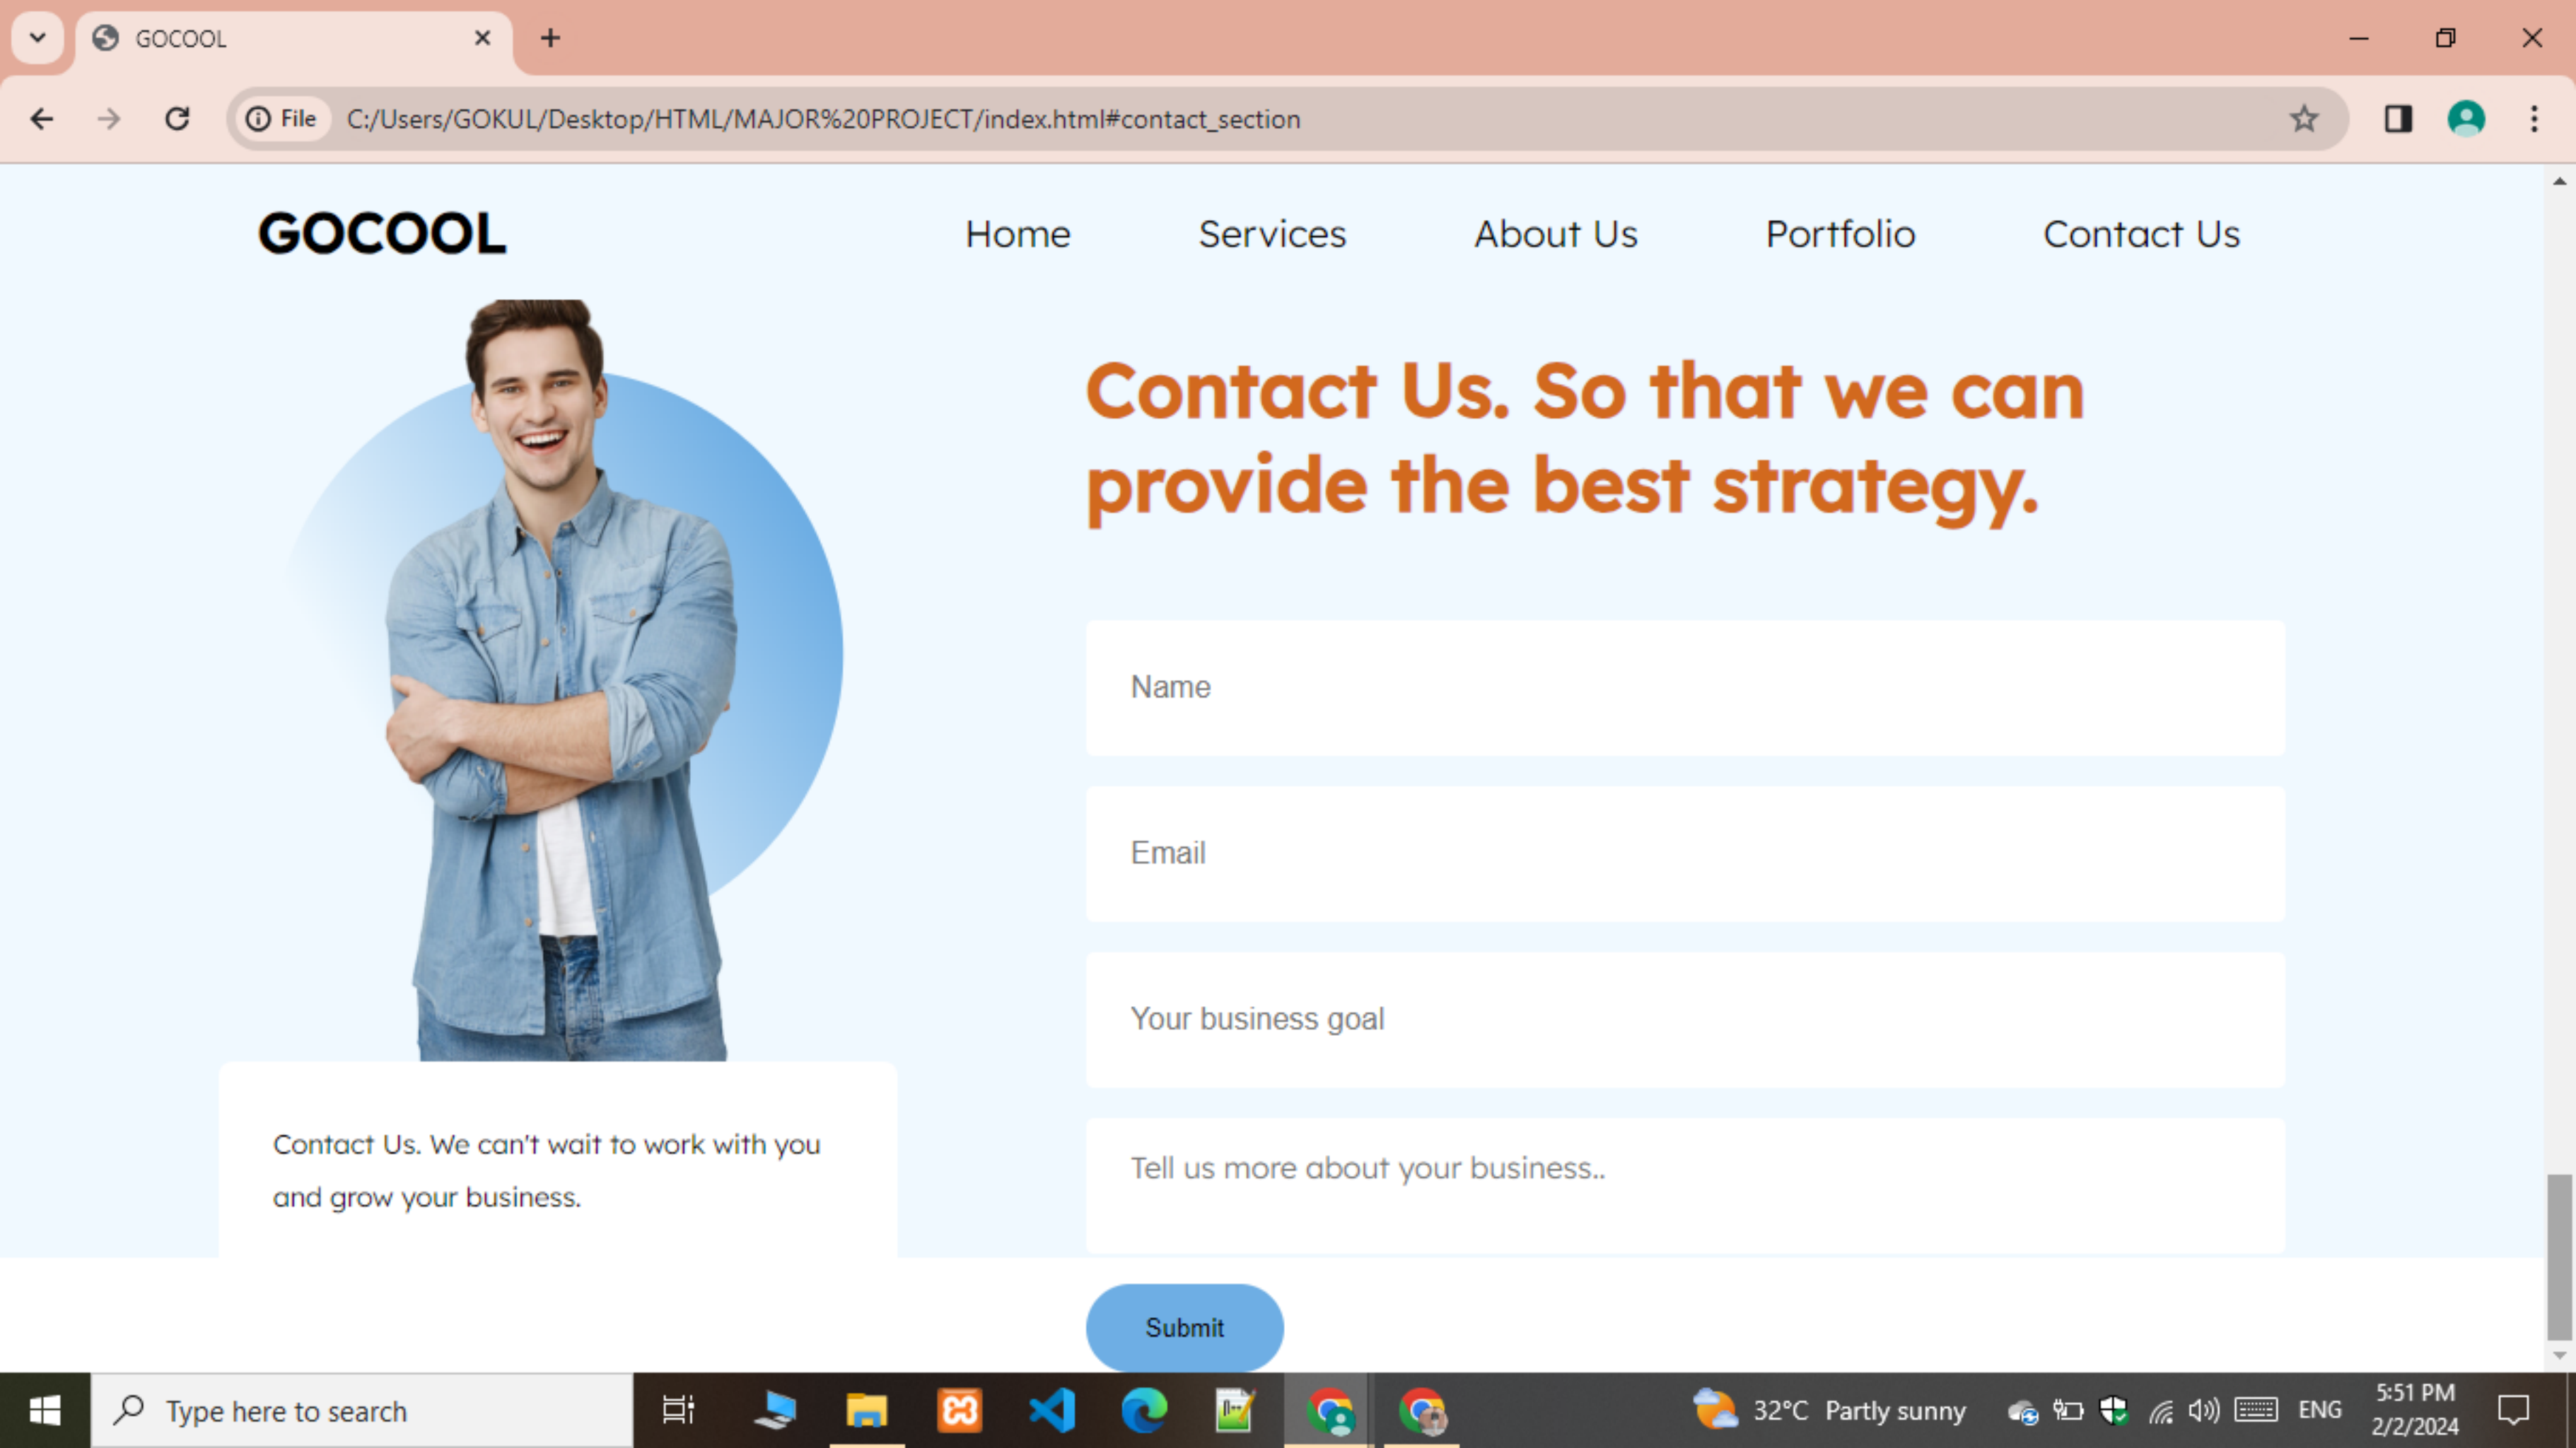 GOCOOL
File
C:/Users/GOKUL/Desktop/HTML/MAJOR%20PROJECT/index.html#contact_section
GOCOOL
Home
Services
About Us
Portfolio
Contact Us
Contact Us. So that we can
provide the best strategy.
Name
Email
Your business goal
Tell us more about your business..
Contact Us. We can't wait to work with you
and grow your business.
Submit
Type here to search
32°C Partly sunny
ENG
5:51 PM
2/2/2024